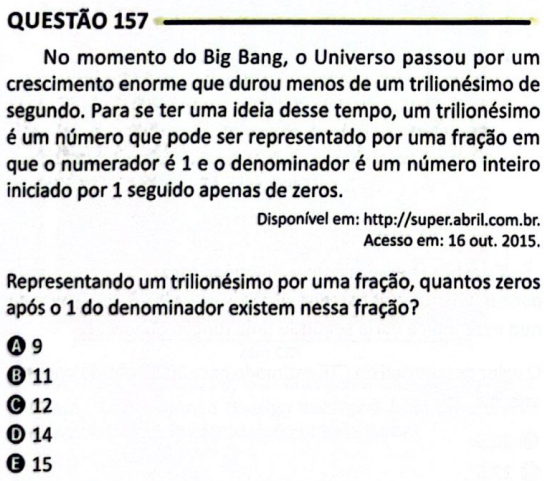 QUESTÃO 157
No momento do Big Bang, o Universo passou por um
crescimento enorme que durou menos de um trilionésimo de
segundo. Para se ter uma ideia desse tempo, um trilionésimo
é um número que pode ser representado por uma fração em
que o numerador é 1 e o denominador é um número inteiro
iniciado por 1 seguido apenas de zeros.
Disponível em: http://super.abril.com.br.
Acesso em: 16 out. 2015.
Representando um trilionésimo por uma fração, quantos zeros
após o 1 do denominador existem nessa fração?
A 9
B 11
C 12
D 14
E 15